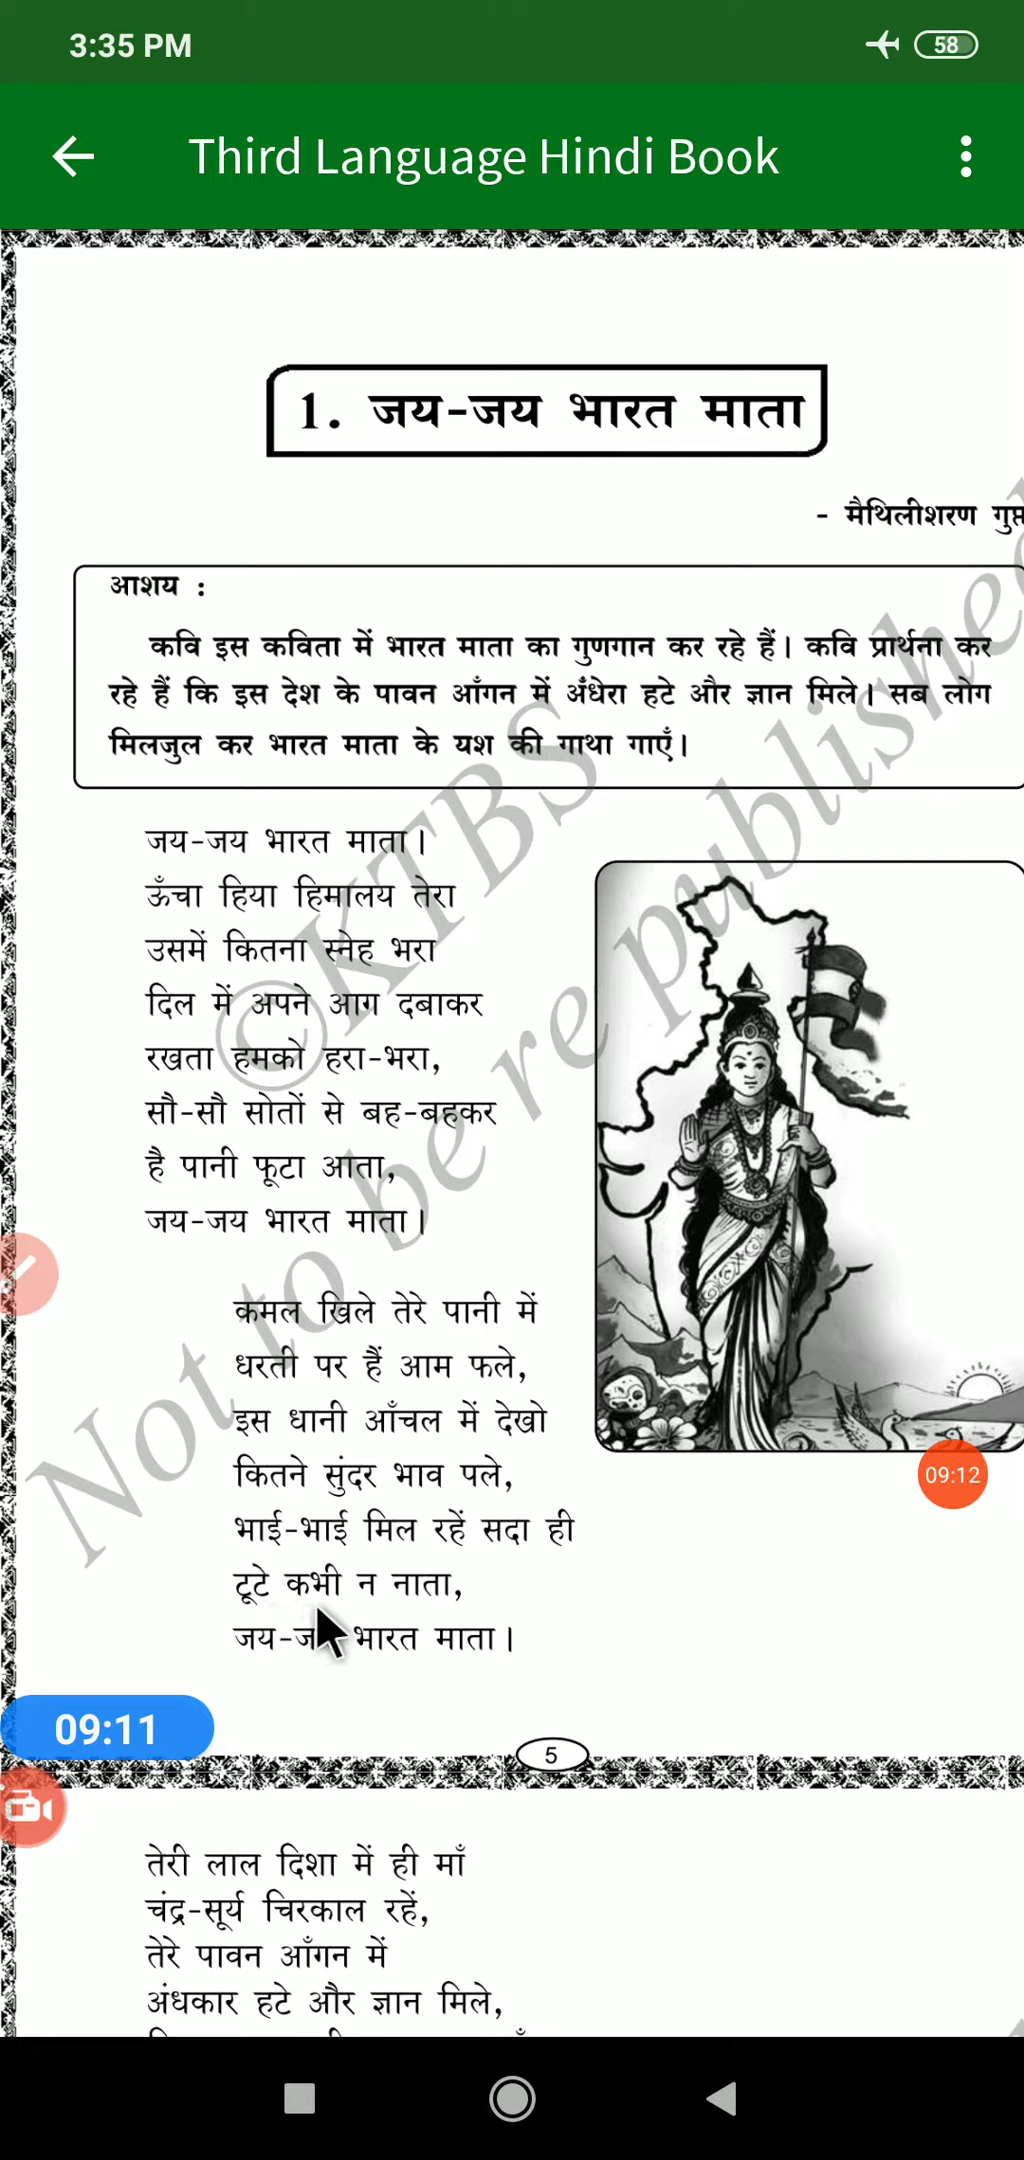 3:35 PM
58
Third Language Hindi Book
1. जय-जय भारत माता
- मैथिलीशरण गुप्त
आशय :
कवि इस कविता में भारत माता का गुणगान कर रहे हैं। कवि प्रार्थना कर
रहे हैं कि इस देश के पावन आँगन में अंधेरा हटे और ज्ञान मिले। सब लोग
मिलजुल कर भारत माता के यश की गाथा गाएँ।
जय-जय भारत माता।
ऊँचा हिया हिमालय तेरा
उसमें कितना स्नेह भरा
दिल में अपने आग दबाकर
रखता हमको हरा-भरा,
सौ-सौ सोतों से बह-बहकर
है पानी फूटा आता,
जय-जय भारत माता।
कमल खिले तेरे पानी में
धरती पर हैं आम फले,
इस धानी आँचल में देखो
कितने सुंदर भाव पले,
भाई-भाई मिल रहें सदा ही
टूटे कभी न नाता,
जय-ज भारत माता।
09:12
09:11
5
तेरी लाल दिशा में ही माँ
चंद्र-सूर्य चिरकाल रहें,
तेरे पावन आँगन में
अंधकार हटे और ज्ञान मिले,
©KTBS
Not to be republished